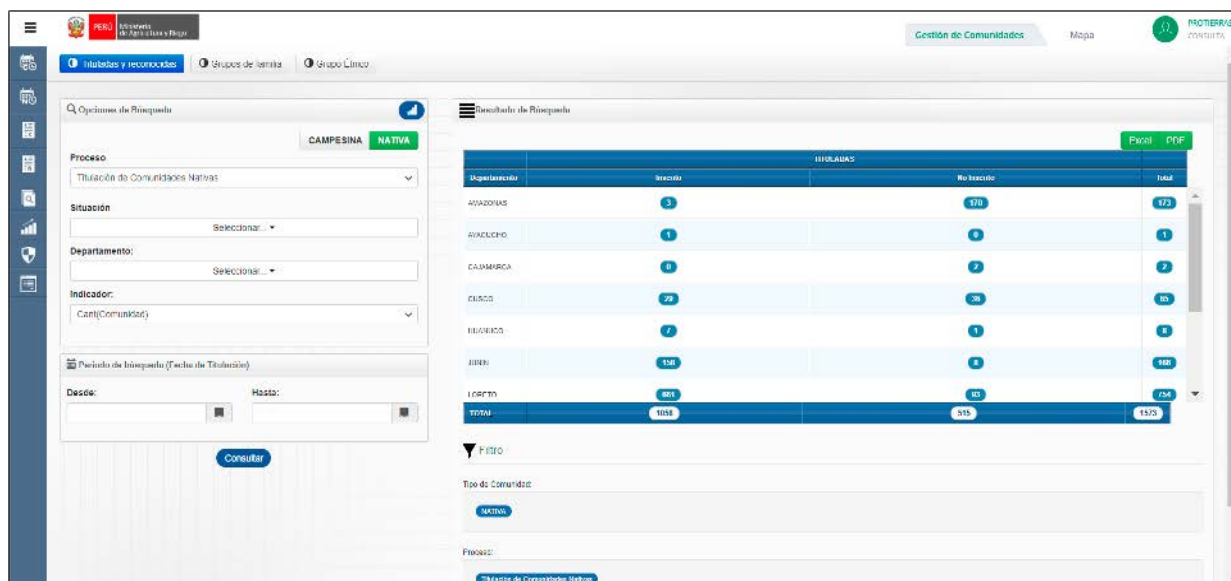 PERÚ Ministerio de Agricultura y Riego
Gestión de Comunidades Mapa
PROTIERRAS
CONSULTA
Tituladas y reconocidas Grupos de familia Grupo Étnico
Opciones de Búsqueda
CAMPESINA NATIVA
Proceso
Titulación de Comunidades Nativas
Situación
Seleccionar...
Departamento:
Seleccionar...
Indicador:
Cant(Comunidad)
Periodo de búsqueda (Fecha de Titulación)
Desde: Hasta:
Consultar
Resultado de Búsqueda
Excel PDF
TITULADAS
Departamento Inscrito No Inscrito Total
AMAZONAS 3 170 173
AYACUCHO 1 0 1
CAJAMARCA 0 2 2
CUSCO 29 36 65
HUANUCO 7 1 8
JUNIN 158 8
LORETO 661 93 754
TOTAL 1058 515 1573
Filtro
Tipo de Comunidad:
NATIVA
Proceso:
Titulación de Comunidades Nativas